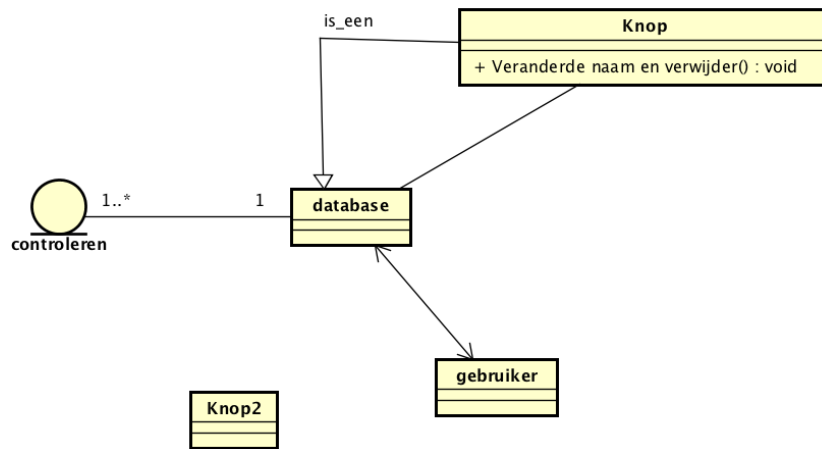 is_een
Knop
+ Veranderde naam en verwijder() : void
1..*
1
database
controleren
gebruiker
Knop2